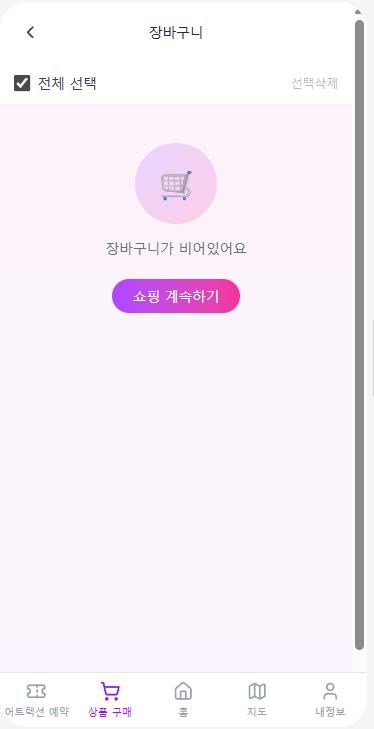 장바구니
전체 선택
선택삭제
장바구니가 비어있어요
쇼핑 계속하기
어트랙션 예약
상품 구매
홈
지도
내정보